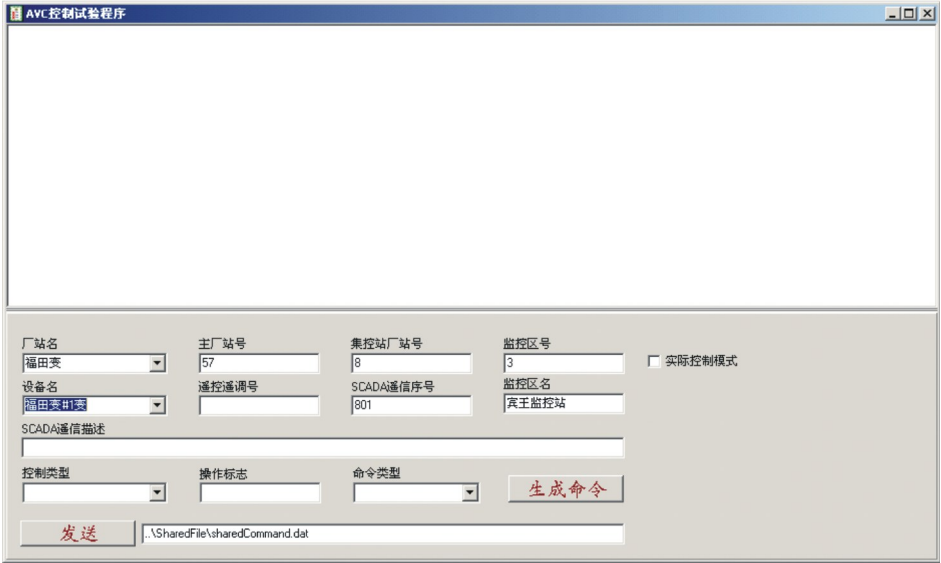 AVC控制试验程序
厂站名 主厂站号 集控站厂站号 监控区号
福田变 57 8 3 实际控制模式
设备名 遥控遥调号 SCADA遥信序号 监控区名
福田变#1变 801 宾王监控站
SCADA遥信描述
控制类型 操作标志 命令类型
生成命令
发送 ..\SharedFile\sharedCommand.dat